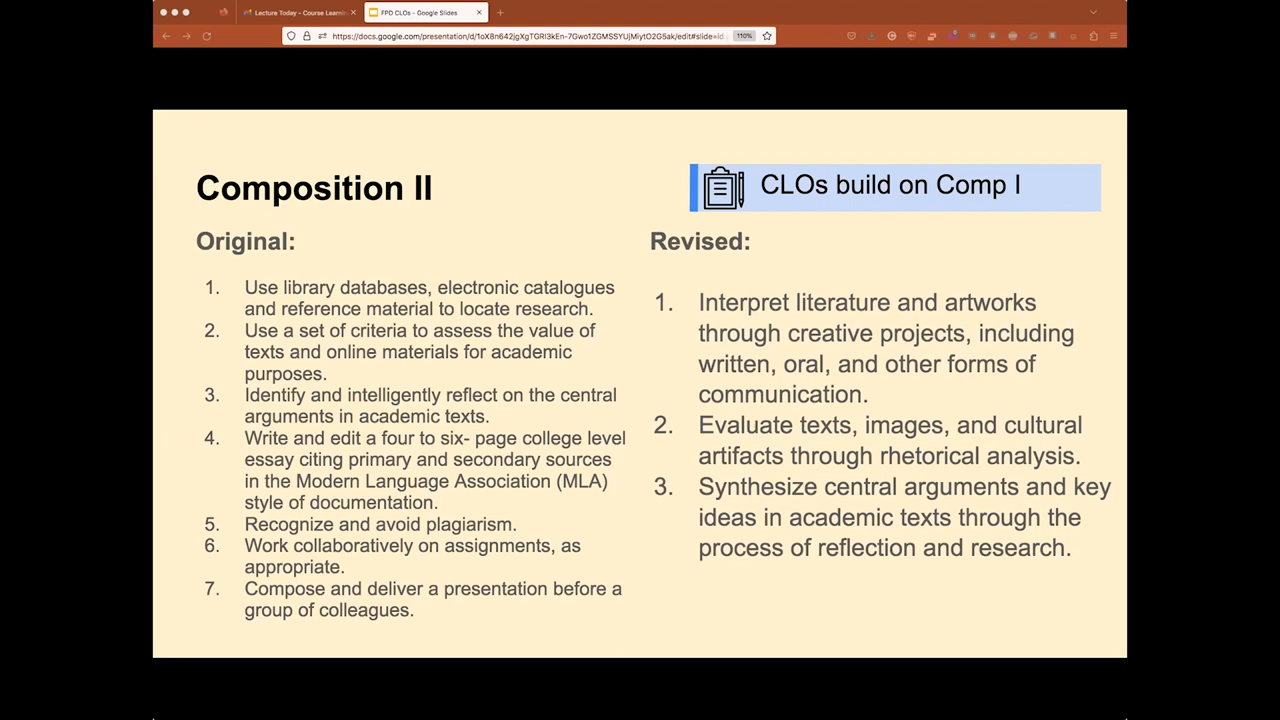 Lecture Today - Course Learnin
FPD CLOs - Google Slides
110%
Composition II
CLOs build on Comp I
Original:
1. Use library databases, electronic catalogues
and reference material to locate research.
2. Use a set of criteria to assess the value of
texts and online materials for academic
purposes.
3. Identify and intelligently reflect on the central
arguments in academic texts.
4. Write and edit a four to six- page college level
essay citing primary and secondary sources
in the Modern Language Association (MLA)
style of documentation.
5. Recognize and avoid plagiarism.
6. Work collaboratively on assignments, as
appropriate.
7. Compose and deliver a presentation before a
group of colleagues.
Revised:
1. Interpret literature and artworks
through creative projects, including
written, oral, and other forms of
communication.
2. Evaluate texts, images, and cultural
artifacts through rhetorical analysis.
3. Synthesize central arguments and key
ideas in academic texts through the
process of reflection and research.